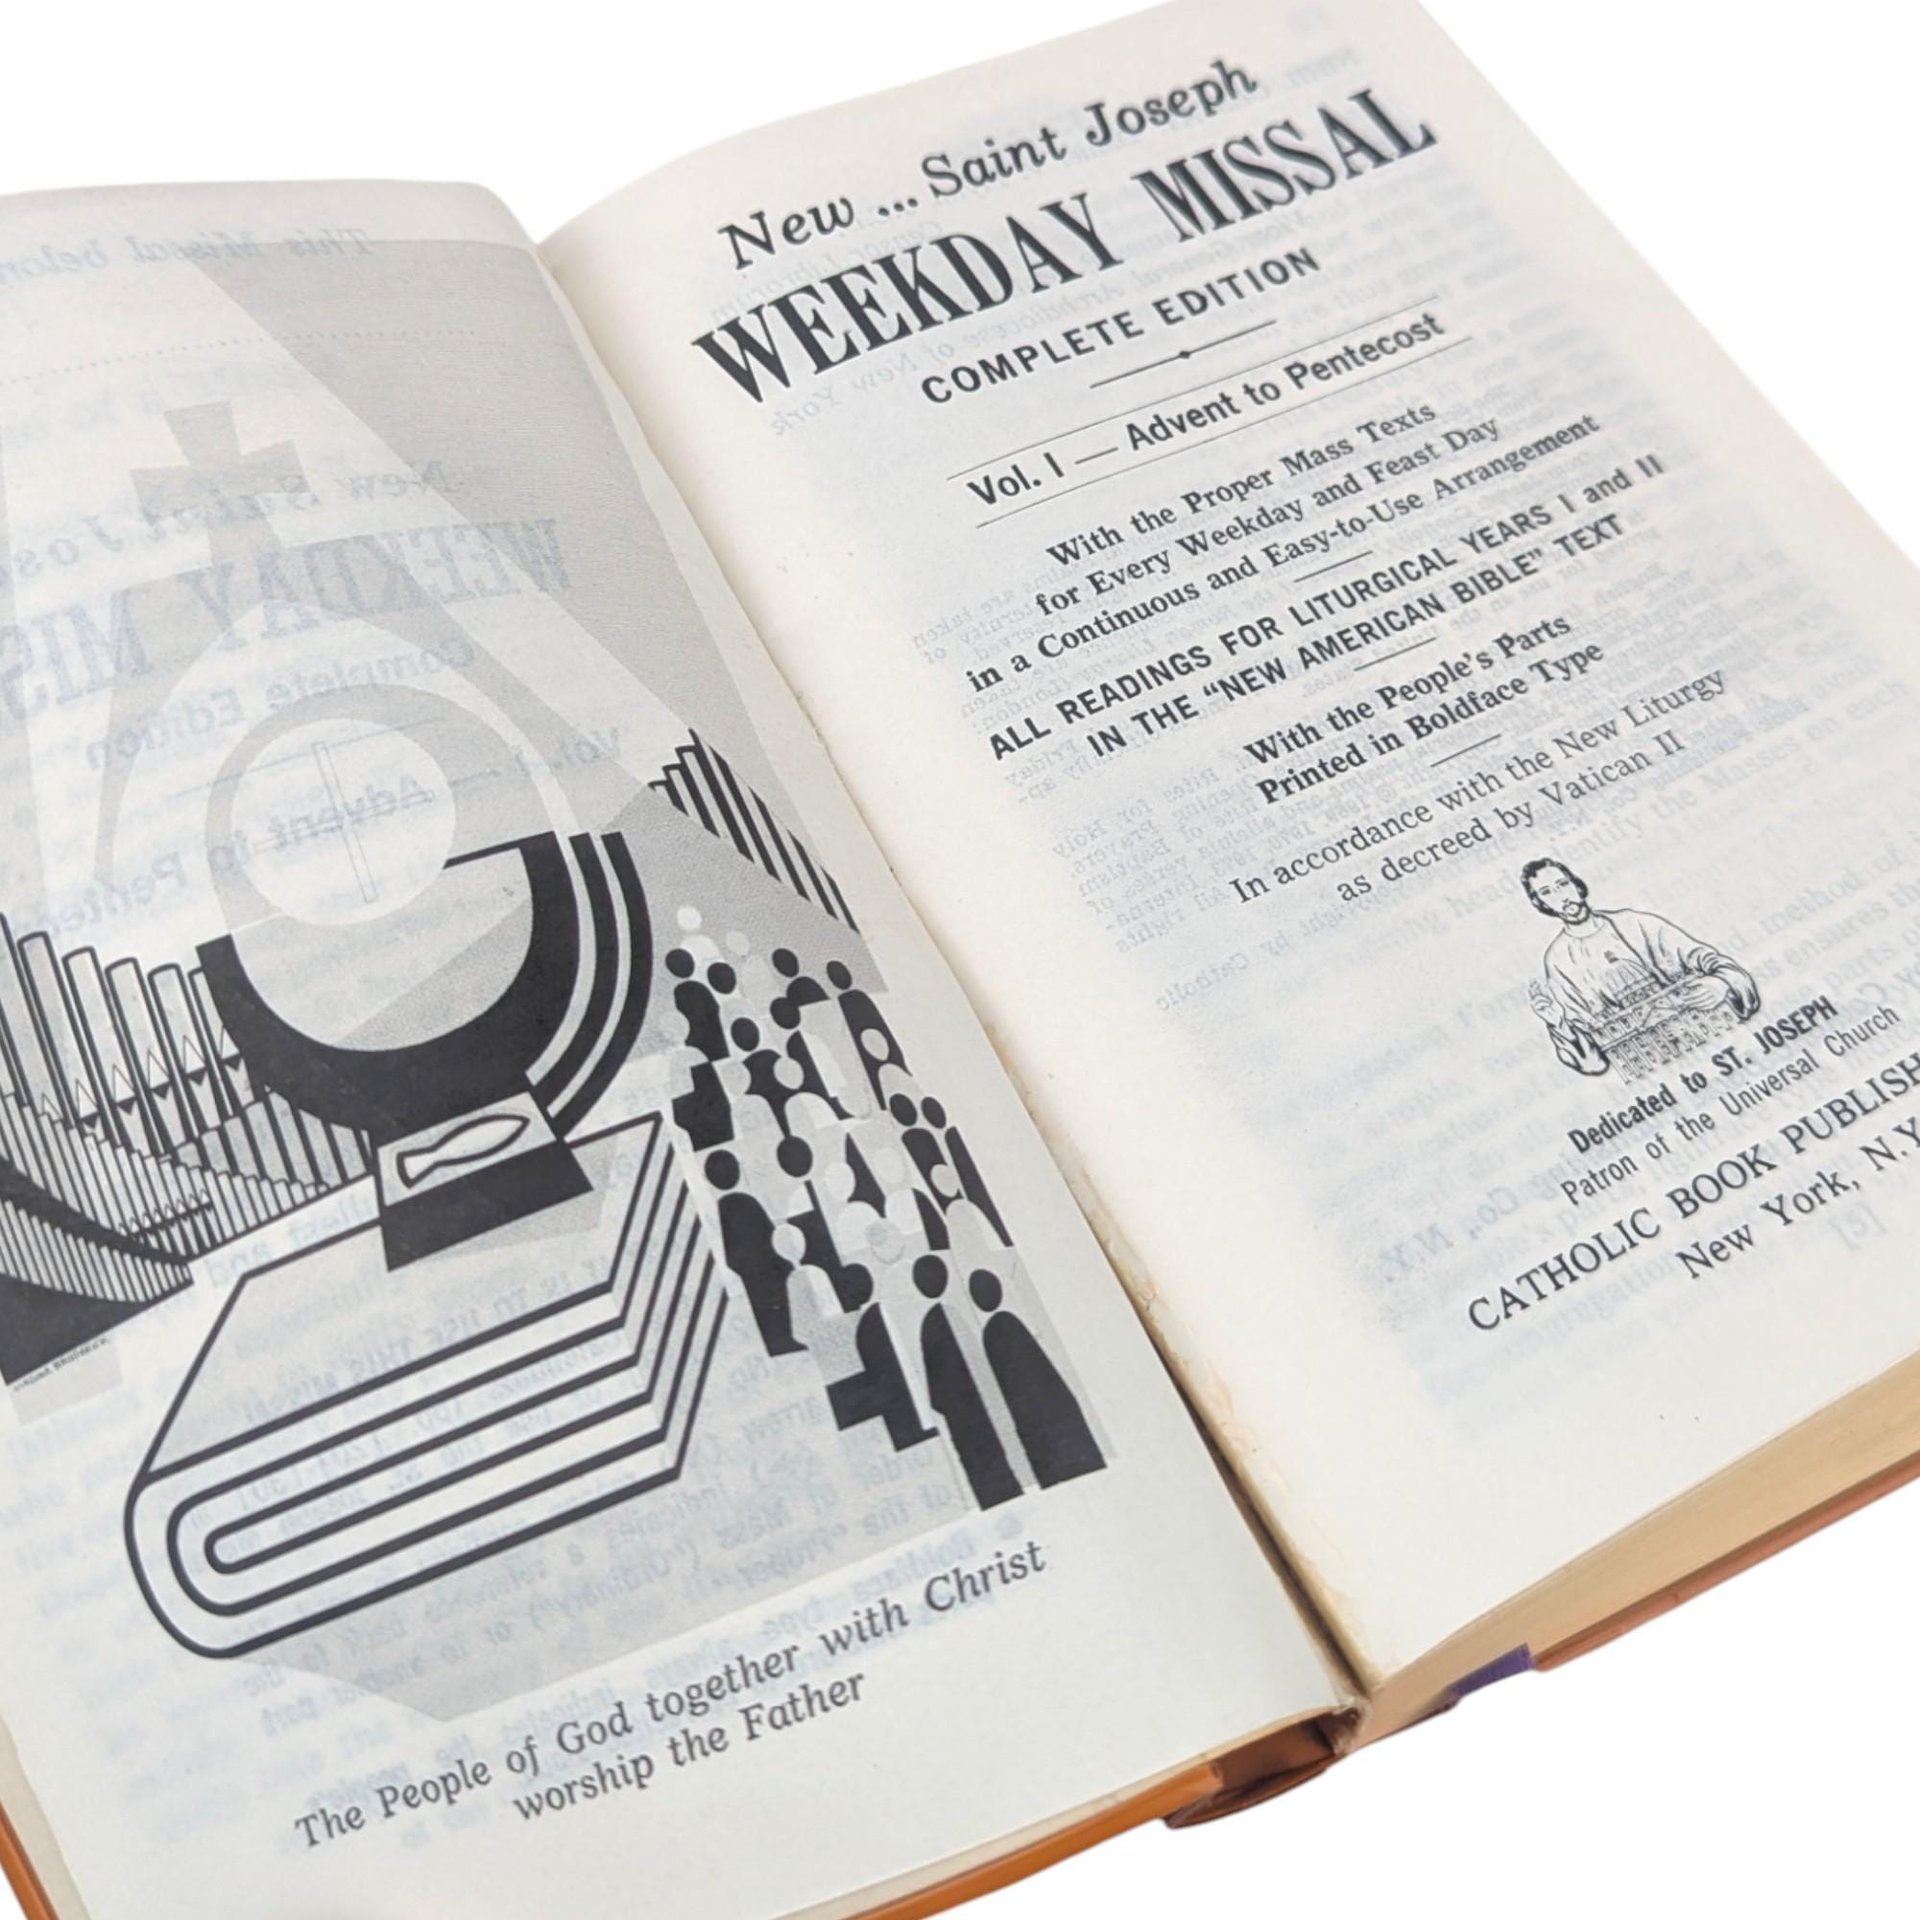 The People of God together with Christ
worship the Father
New ... Saint Joseph
WEEKDAY MISSAL
COMPLETE EDITION
Vol. I — Advent to Pentecost
With the Proper Mass Texts
for Every Weekday and Feast Day
in a Continuous and Easy-to-Use Arrangement
ALL READINGS FOR LITURGICAL YEARS I and II
IN THE “NEW AMERICAN BIBLE” TEXT
With the People’s Parts
Printed in Boldface Type
In accordance with the New Liturgy
as decreed by Vatican II
Dedicated to ST. JOSEPH
Patron of the Universal Church
CATHOLIC BOOK PUBLISH
New York, N.Y